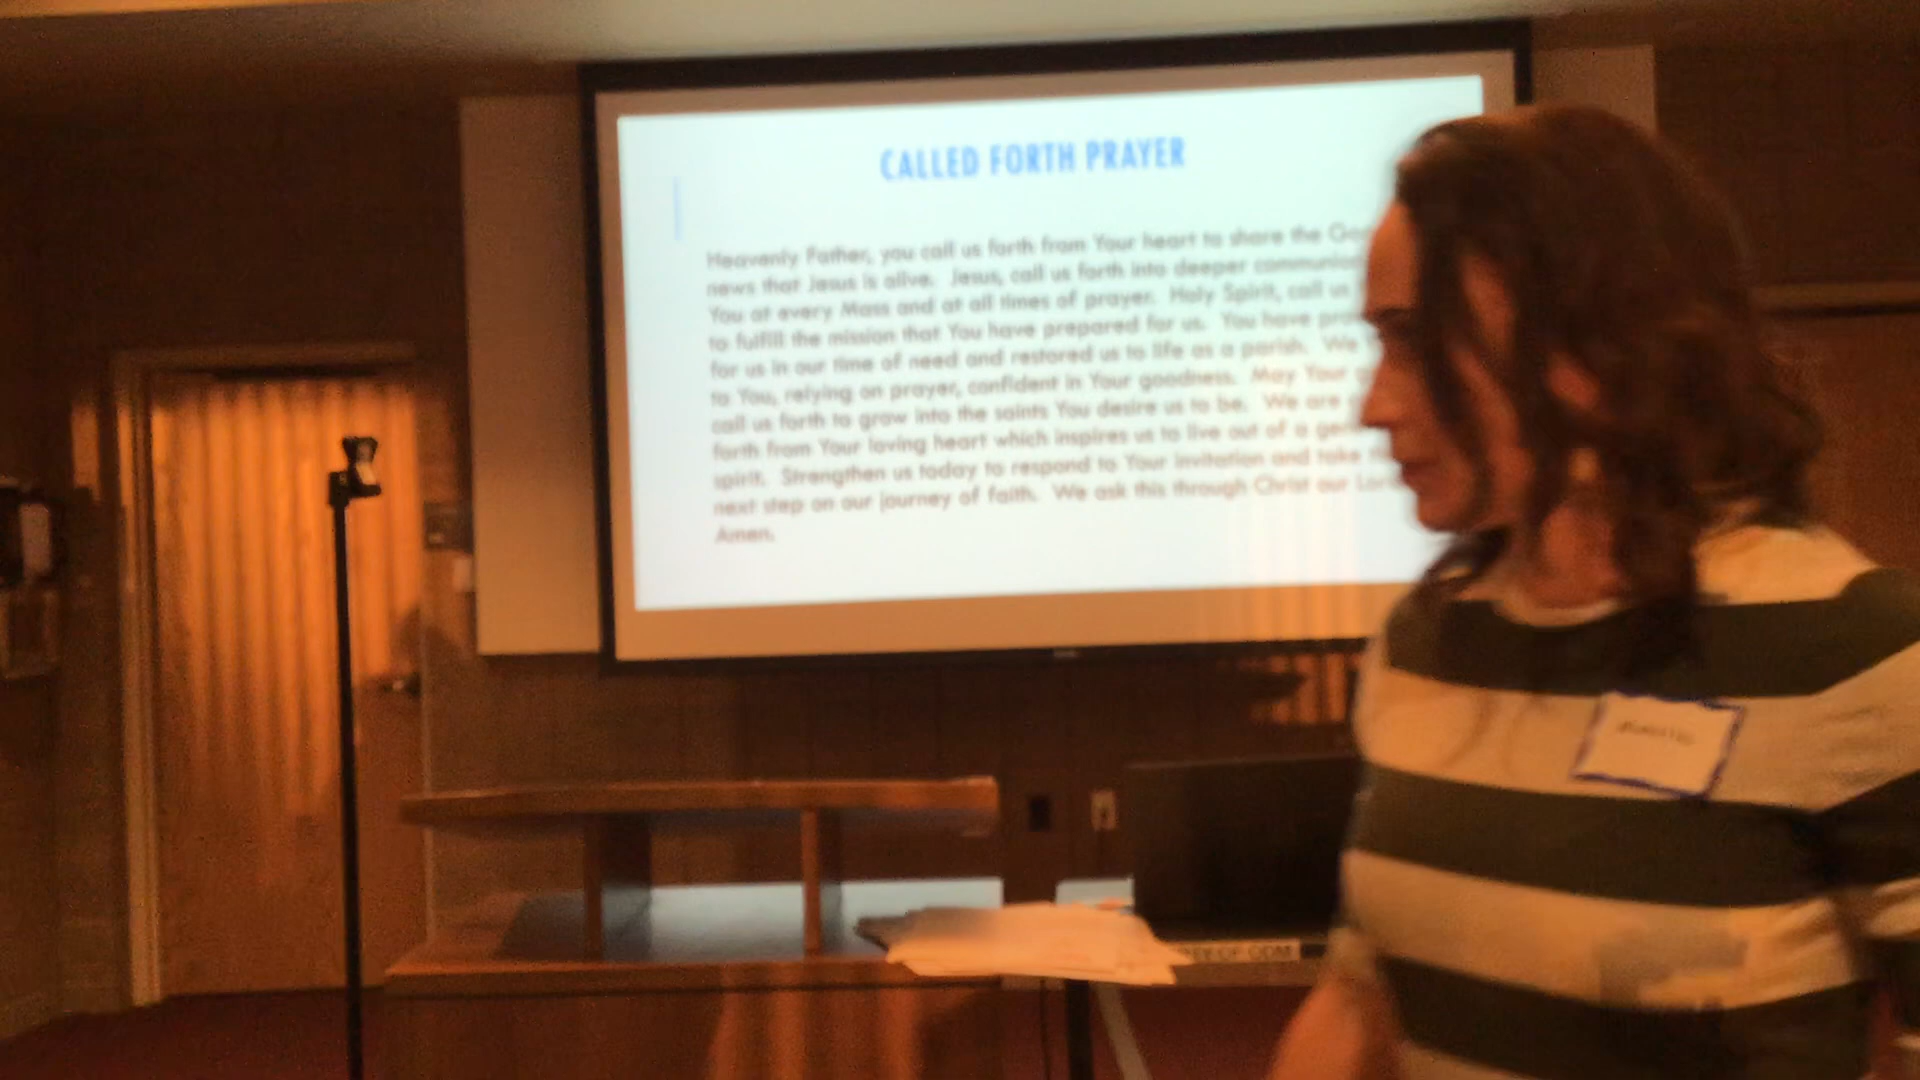 CALLED FORTH PRAYER
Heavenly Father, you call us forth from Your heart to share the
news that Jesus is alive. Jesus, call us forth into deeper communion
You at every Mass and at all times of prayer. Holy Spirit, call us
to fulfill the mission that You have prepared for us. You have
for us in our time of need and restored us to life as a parish. We
to You, relying on prayer, confident in Your goodness. May Your
call us forth to grow into the saints You desire us to be. We are
forth from Your loving heart which inspires us to live out of a
spirit. Strengthen us today to respond to Your invitation and take
next step on our journey of faith. We ask this through Christ our Lord
Amen.